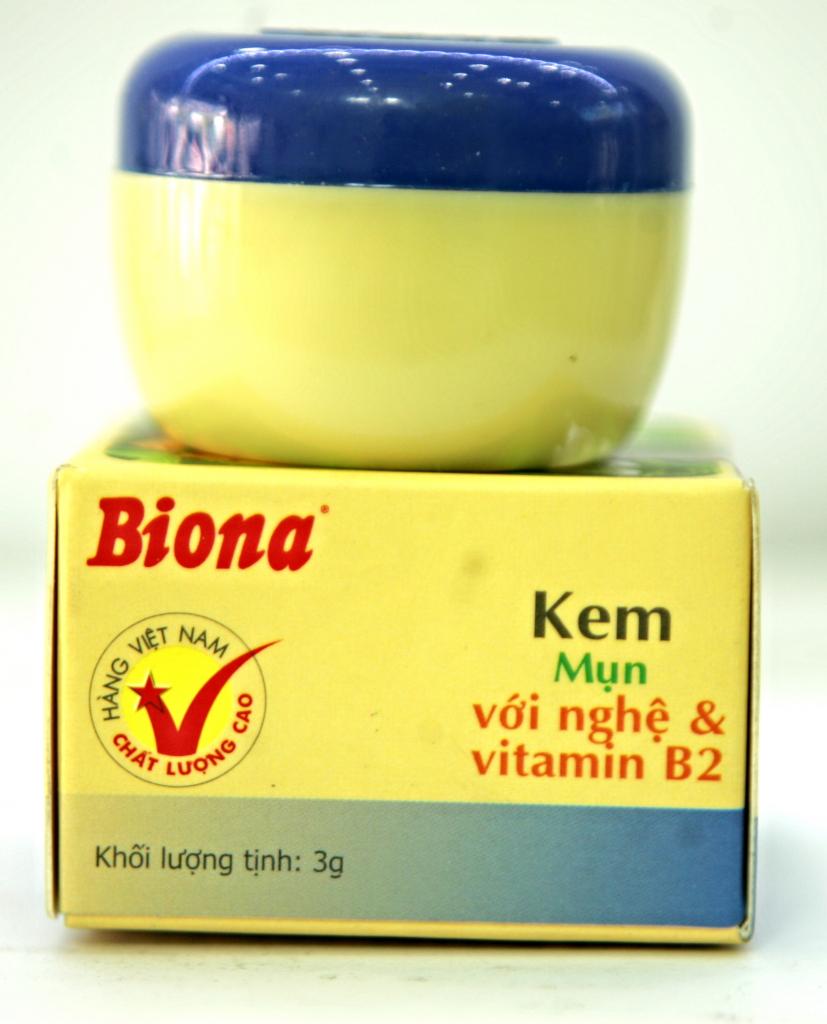 Biona®
HÀNG VIỆT NAM
CHẤT LƯỢNG CAO
Kem
Mụn
với nghệ &
vitamin B2
Khối lượng tịnh: 3g